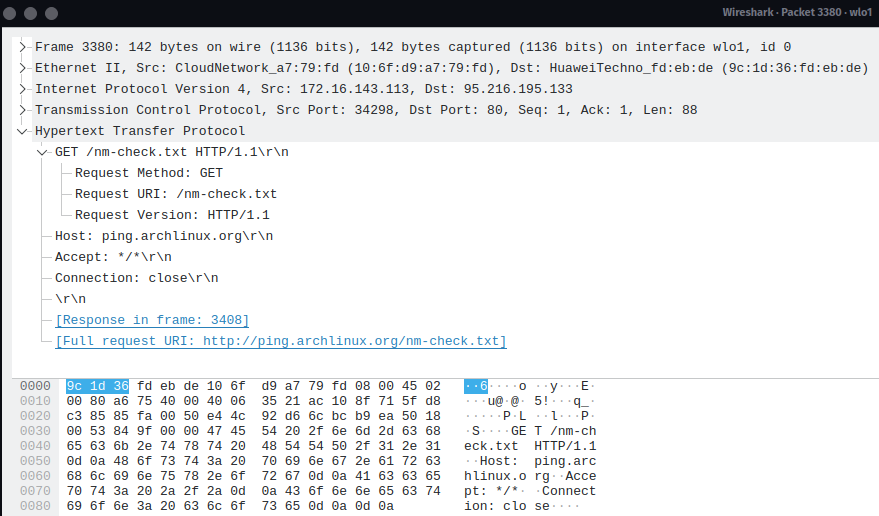 Wireshark · Packet 3380 · wlo1
Frame 3380: 142 bytes on wire (1136 bits), 142 bytes captured (1136 bits) on interface wlo1, id 0
Ethernet II, Src: CloudNetwork_a7:79:fd (10:6f:d9:a7:79:fd), Dst: HuaweiTechno_fd:eb:de (9c:1d:36:fd:eb:de)
Internet Protocol Version 4, Src: 172.16.143.113, Dst: 95.216.195.133
Transmission Control Protocol, Src Port: 34298, Dst Port: 80, Seq: 1, Ack: 1, Len: 88
Hypertext Transfer Protocol
GET /nm-check.txt HTTP/1.1\r\n
Request Method: GET
Request URI: /nm-check.txt
Request Version: HTTP/1.1
Host: ping.archlinux.org\r\n
Accept: */*\r\n
Connection: close\r\n
\r\n
[Response in frame: 3408]
[Full request URI: http://ping.archlinux.org/nm-check.txt]
0000 9c 1d 36 fd eb de 10 6f d9 a7 79 fd 08 00 45 02 ··6····o ··y···E·
0010 00 80 a6 75 40 00 40 06 35 21 ac 10 8f 71 5f d8 ···u@·@· 5!···q_·
0020 c3 85 85 fa 00 50 e4 4c 92 d6 6c bc b9 ea 50 18 ·····P·L ··l···P·
0030 00 53 84 9f 00 00 47 45 54 20 2f 6e 6d 2d 63 68 ·S····GE T /nm-ch
0040 65 63 6b 2e 74 78 74 20 48 54 54 50 2f 31 2e 31 eck.txt HTTP/1.1
0050 0d 0a 48 6f 73 74 3a 20 70 69 6e 67 2e 61 72 63 ··Host: ping.arc
0060 68 6c 69 6e 75 78 2e 6f 72 67 0d 0a 41 63 63 65 hlinux.o rg··Acce
0070 70 74 3a 20 2a 2f 2a 0d 0a 43 6f 6e 6e 65 63 74 pt: */*· ·Connect
0080 69 6f 6e 3a 20 63 6c 6f 73 65 0d 0a 0d 0a ion: clo se····